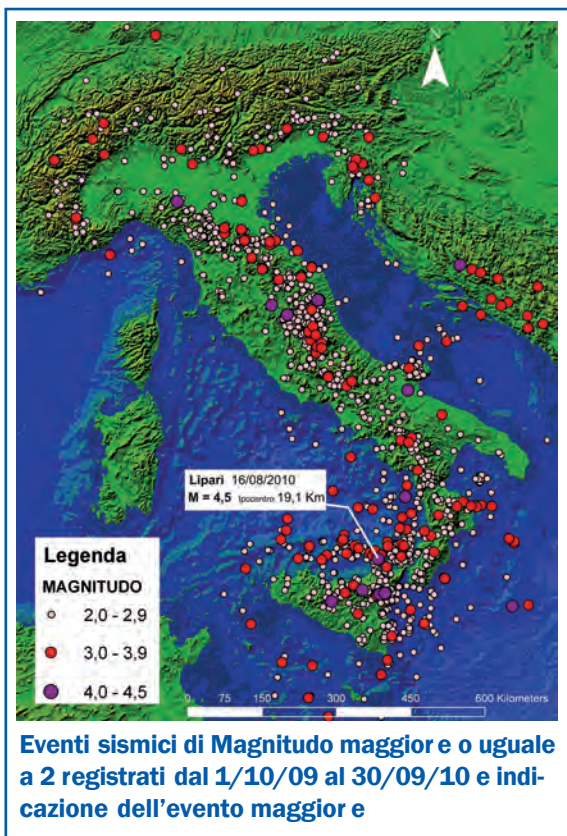 N
Lipari 16/08/2010
M = 4,5 Ipocentro 19,1 Km
Legenda
MAGNITUDO
2,0 - 2,9
3,0 - 3,9
4,0 - 4,5
0 75 150 300 450 600 Kilometers
Eventi sismici di Magnitudo maggior e o uguale
a 2 registrati dal 1/10/09 al 30/09/10 e indi-
cazione dell'evento maggior e